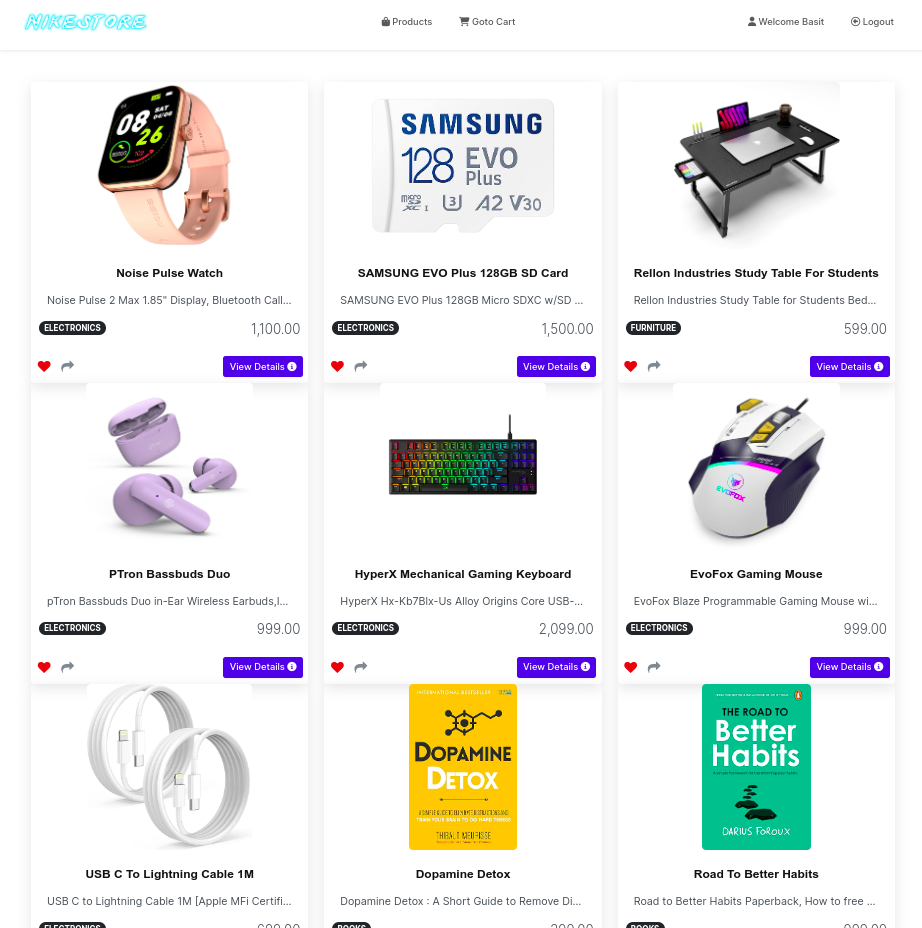 NIKESTORE
Products
Goto Cart
Welcome Basit
Logout
08
26
SAT
SAMSUNG
128 EVO
Plus
micro
SD
XC I U3 A2 V30
Noise Pulse Watch
SAMSUNG EVO Plus 128GB SD Card
Rellon Industries Study Table For Students
Noise Pulse 2 Max 1.85" Display, Bluetooth Call...
SAMSUNG EVO Plus 128GB Micro SDXC w/SD ...
Rellon Industries Study Table for Students Bed...
ELECTRONICS 1,100.00
ELECTRONICS 1,500.00
FURNITURE 599.00
View Details
View Details
View Details
EVOFOX
PTron Bassbuds Duo
HyperX Mechanical Gaming Keyboard
EvoFox Gaming Mouse
pTron Bassbuds Duo in-Ear Wireless Earbuds,I...
HyperX Hx-Kb7Blx-Us Alloy Origins Core USB-...
EvoFox Blaze Programmable Gaming Mouse wi...
ELECTRONICS 999.00
ELECTRONICS 2,099.00
ELECTRONICS 999.00
View Details
View Details
View Details
INTERNATIONAL BESTSELLER
DOPAMINE
DETOX
THIBAUT MEURISSE
THE ROAD TO
Better
Habits
DARIUS FOROUX
USB C To Lightning Cable 1M
Dopamine Detox
Road To Better Habits
USB C to Lightning Cable 1M [Apple MFi Certifi...
Dopamine Detox : A Short Guide to Remove Di...
Road to Better Habits Paperback, How to free ...
ELECTRONICS
BOOKS
BOOKS